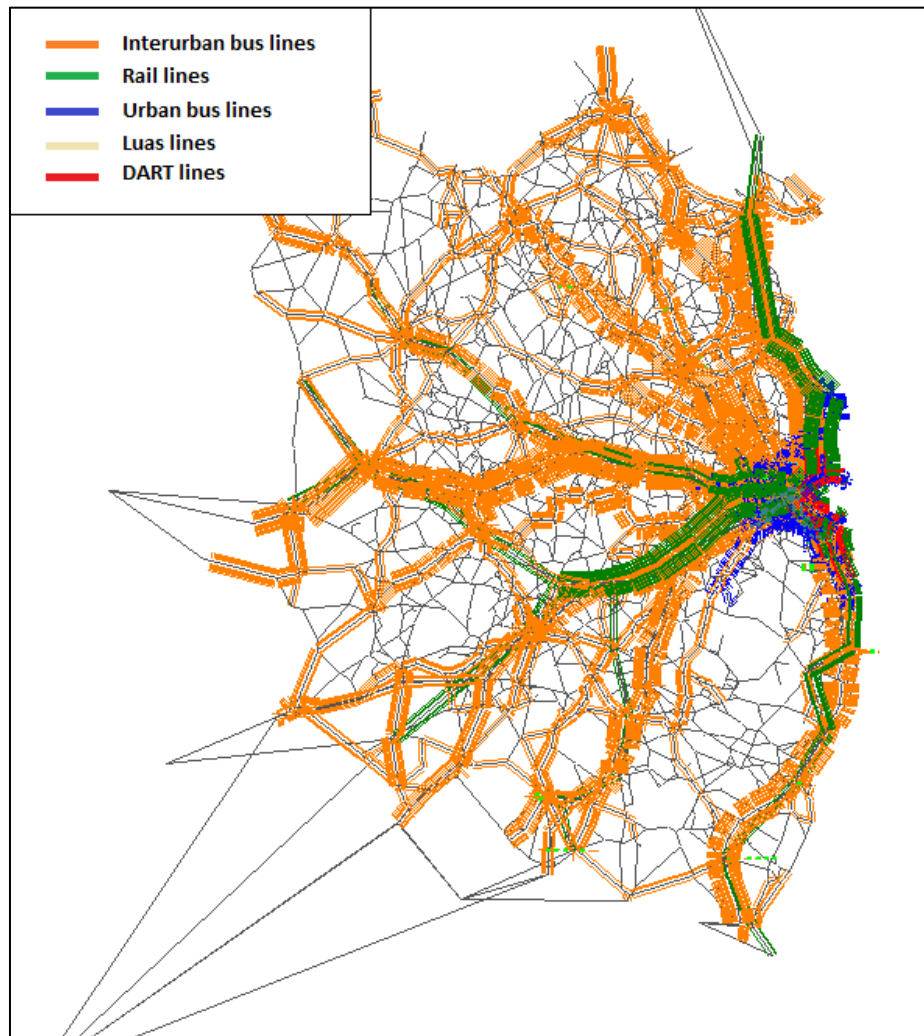 Interurban bus lines
Rail lines
Urban bus lines
Luas lines
DART lines